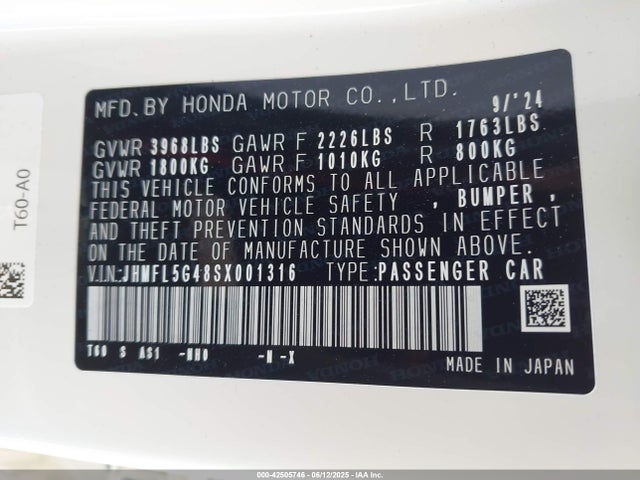 MFD. BY HONDA MOTOR CO., LTD. 9/'24
GVWR 3968LBS GAWR F 2226LBS R 1763LBS
GVWR 1800KG GAWR F 1010KG R 800KG
THIS VEHICLE CONFORMS TO ALL APPLICABLE
FEDERAL MOTOR VEHICLE SAFETY , BUMPER ,
AND THEFT PREVENTION STANDARDS IN EFFECT
ON THE DATE OF MANUFACTURE SHOWN ABOVE.
V.I.N:JHMFL5G48SX001316 TYPE:PASSENGER CAR
T60 S AS1 -NH0 -N -X
MADE IN JAPAN
T60-A0
000-42505746 - 06/12/2025 - IAA Inc.